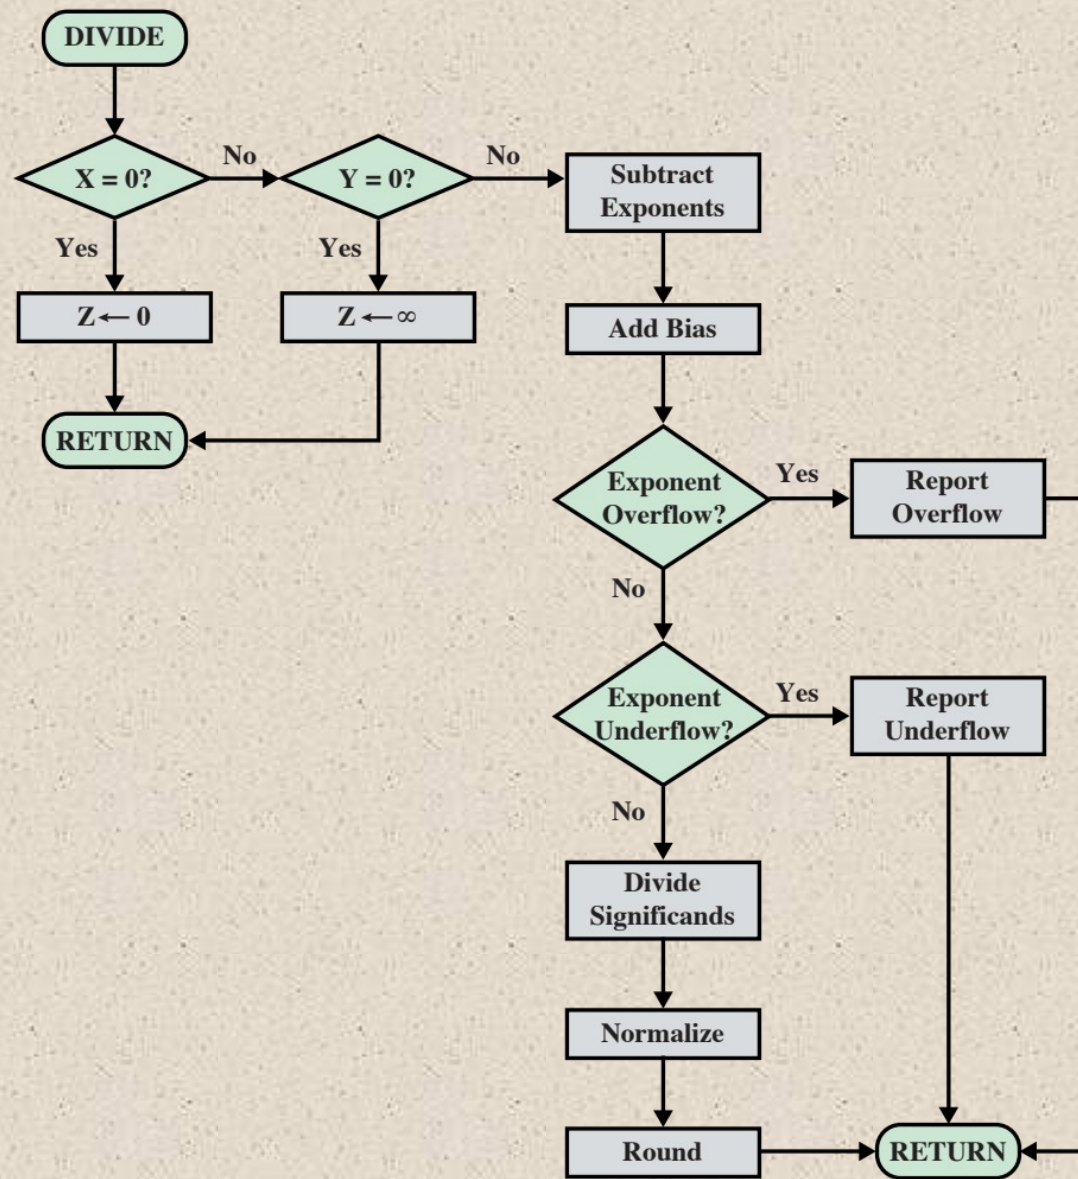 DIVIDE
X = 0?
No
Y = 0?
No
Subtract
Exponents
Yes
Yes
Z ← 0
Z ← ∞
Add Bias
RETURN
Exponent
Overflow?
Yes
Report
Overflow
No
Exponent
Underflow?
Yes
Report
Underflow
No
Divide
Significands
Normalize
Round
RETURN